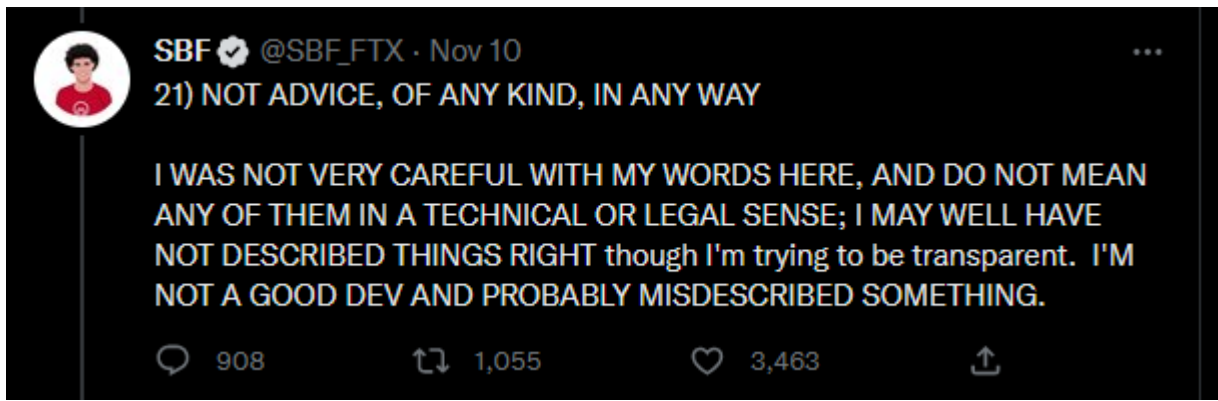 SBF @SBF_FTX · Nov 10
21) NOT ADVICE, OF ANY KIND, IN ANY WAY
I WAS NOT VERY CAREFUL WITH MY WORDS HERE, AND DO NOT MEAN
ANY OF THEM IN A TECHNICAL OR LEGAL SENSE; I MAY WELL HAVE
NOT DESCRIBED THINGS RIGHT though I'm trying to be transparent.  I'M
NOT A GOOD DEV AND PROBABLY MISDESCRIBED SOMETHING.
908 1,055 3,463